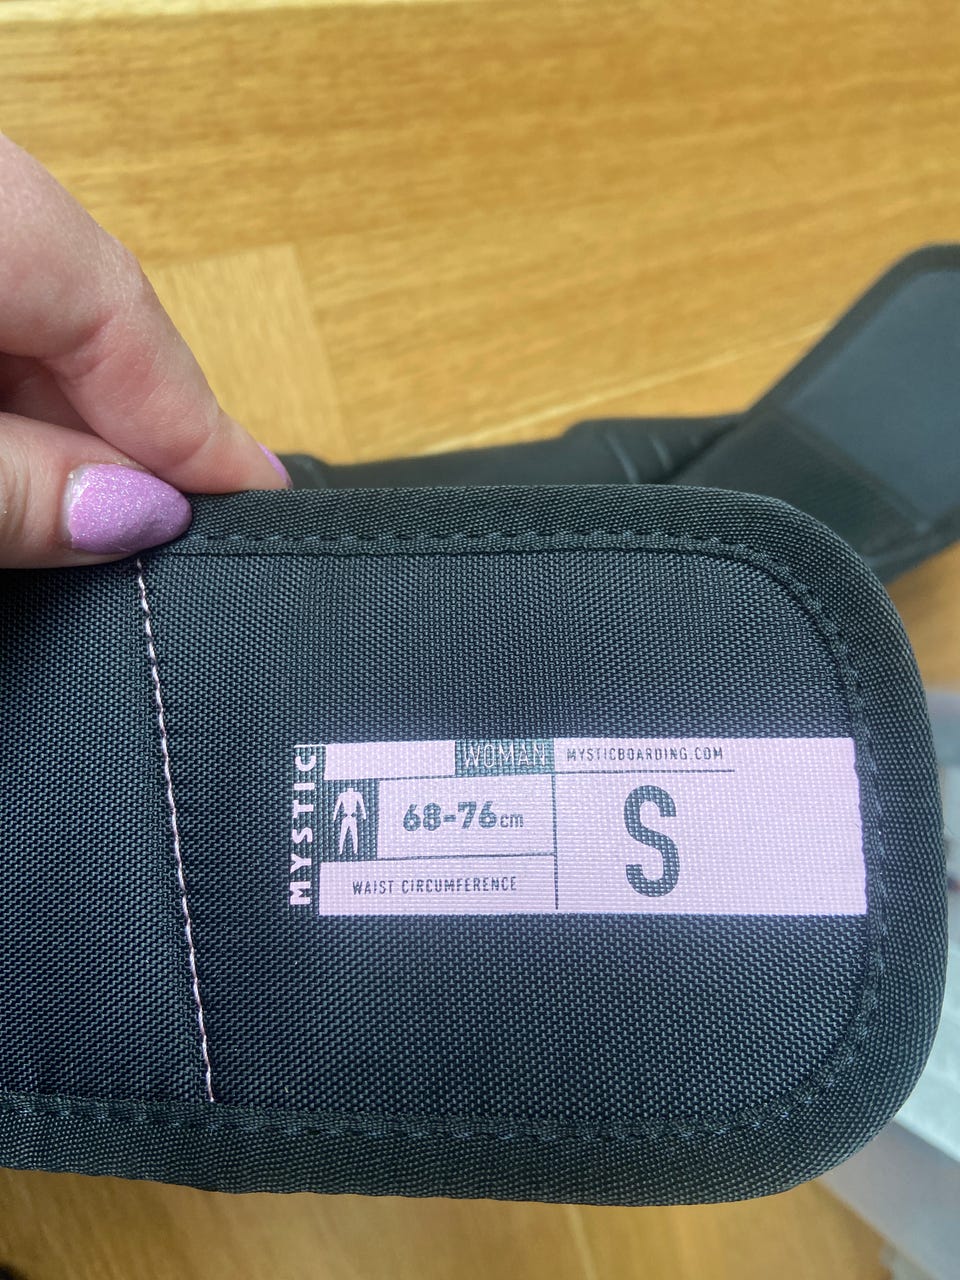 MYSTIC
WOMAN
MYSTICBOARDING.COM
68-76cm
S
WAIST CIRCUMFERENCE